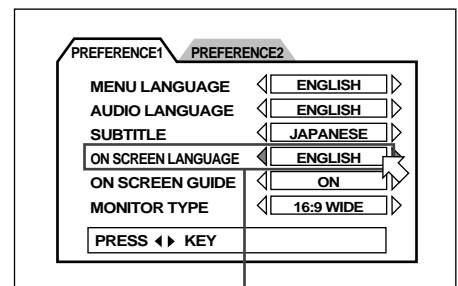 PREFERENCE1 PREFERENCE2
MENU LANGUAGE ENGLISH
AUDIO LANGUAGE ENGLISH
SUBTITLE JAPANESE
ON SCREEN LANGUAGE ENGLISH
ON SCREEN GUIDE ON
MONITOR TYPE 16:9 WIDE
PRESS KEY